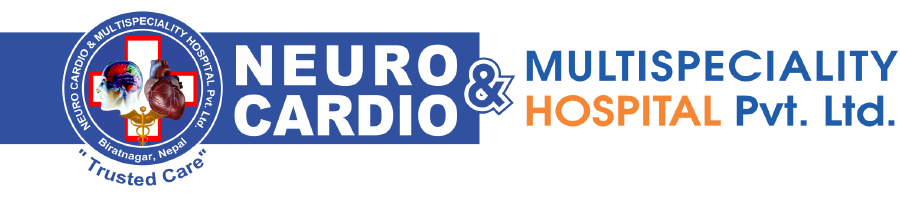 NEURO CARDIO & MULTISPECIALITY HOSPITAL Pvt. Ltd.
Biratnagar, Nepal
"Trusted Care"
NEURO
CARDIO
&
MULTISPECIALITY
HOSPITAL Pvt. Ltd.